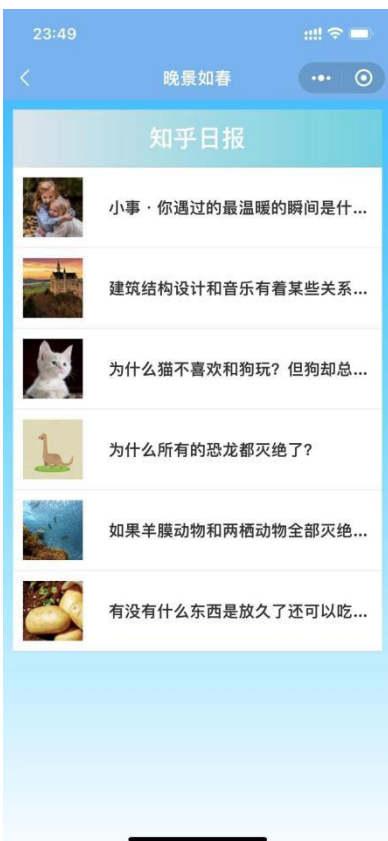 23:49
晚景如春
知乎日报
小事 · 你遇过的最温暖的瞬间是什...
建筑结构设计和音乐有着某些关系...
为什么猫不喜欢和狗玩？但狗却总...
为什么所有的恐龙都灭绝了？
如果羊膜动物和两栖动物全部灭绝...
有没有什么东西是放久了还可以吃...